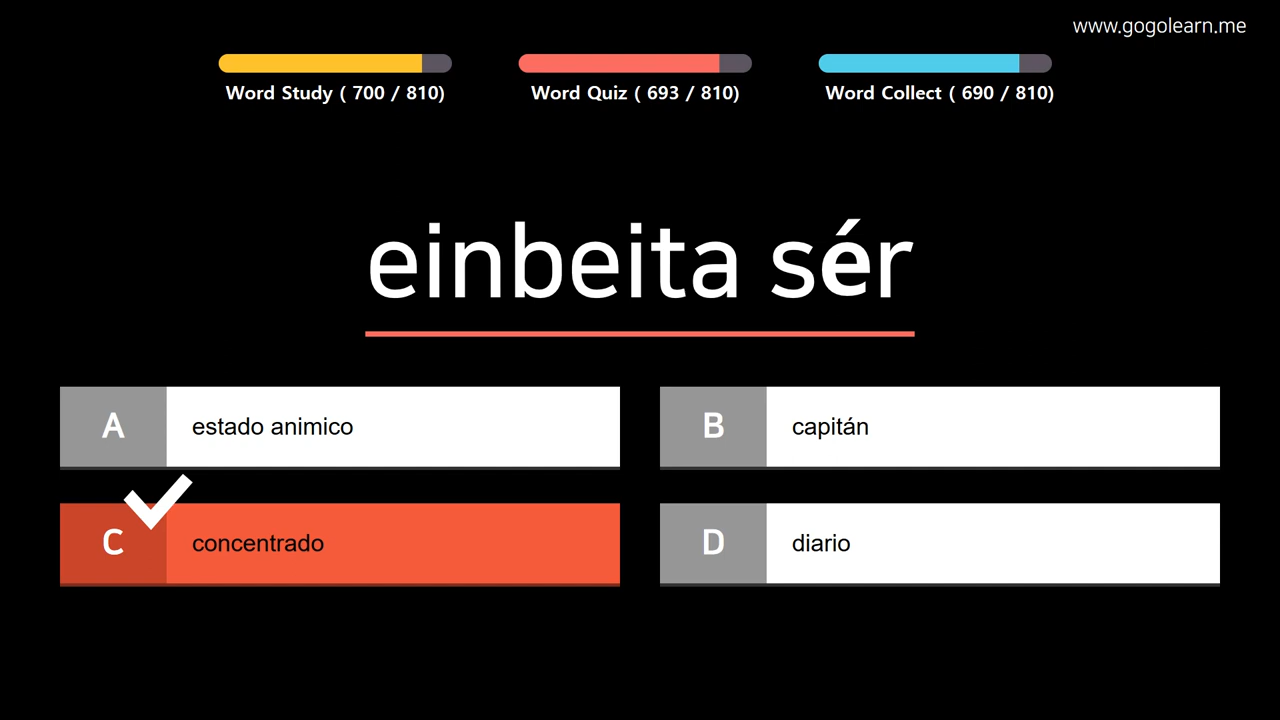 www.gogolearn.me
Word Study ( 700 / 810)
Word Quiz ( 693 / 810)
Word Collect ( 690 / 810)
einbeita sér
A
estado animico
B
capitán
C
concentrado
D
diario